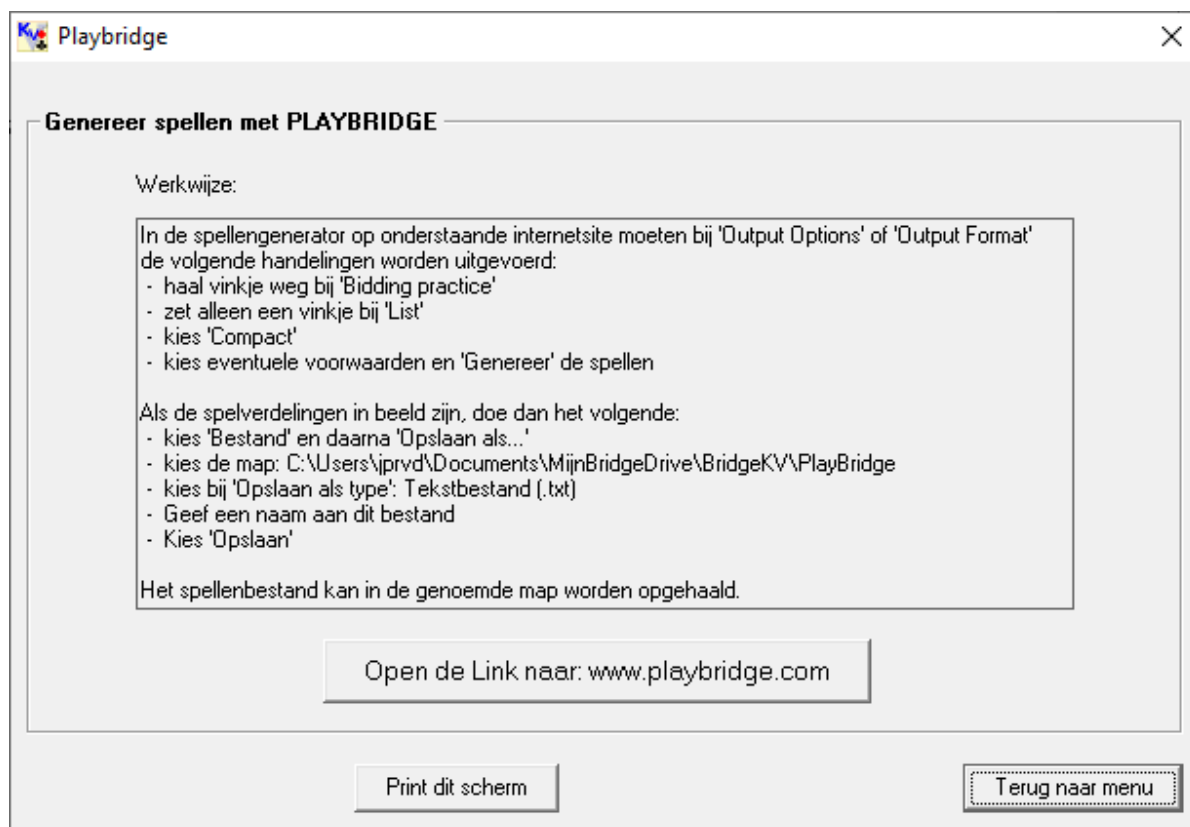 Playbridge
Genereer spellen met PLAYBRIDGE
Werkwijze:
In de spellengenerator op onderstaande internetsite moeten bij 'Output Options' of 'Output Format'
de volgende handelingen worden uitgevoerd:
- haal vinkje weg bij 'Bidding practice'
- zet alleen een vinkje bij 'List'
- kies 'Compact'
- kies eventuele voorwaarden en 'Genereer' de spellen
Als de spelverdelingen in beeld zijn, doe dan het volgende:
- kies 'Bestand' en daarna 'Opslaan als...'
- kies de map: C:\Users\jprvd\Documents\MijnBridgeDrive\BridgeKV\PlayBridge
- kies bij 'Opslaan als type': Tekstbestand (.txt)
- Geef een naam aan dit bestand
- Kies 'Opslaan'
Het spellenbestand kan in de genoemde map worden opgehaald.
Open de Link naar: www.playbridge.com
Print dit scherm
Terug naar menu